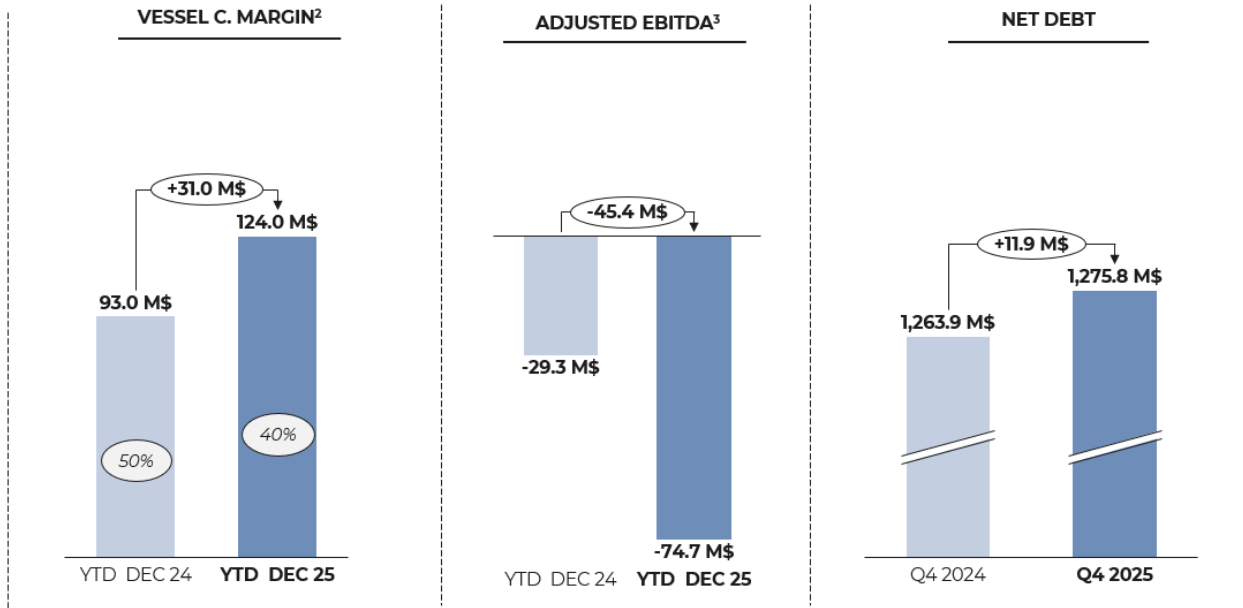 VESSEL C. MARGIN²
+31.0 M$
124.0 M$
93.0 M$
40%
50%
YTD DEC 24 YTD DEC 25
ADJUSTED EBITDA³
-45.4 M$
-29.3 M$
-74.7 M$
YTD DEC 24 YTD DEC 25
NET DEBT
+11.9 M$
1,275.8 M$
1,263.9 M$
Q4 2024 Q4 2025